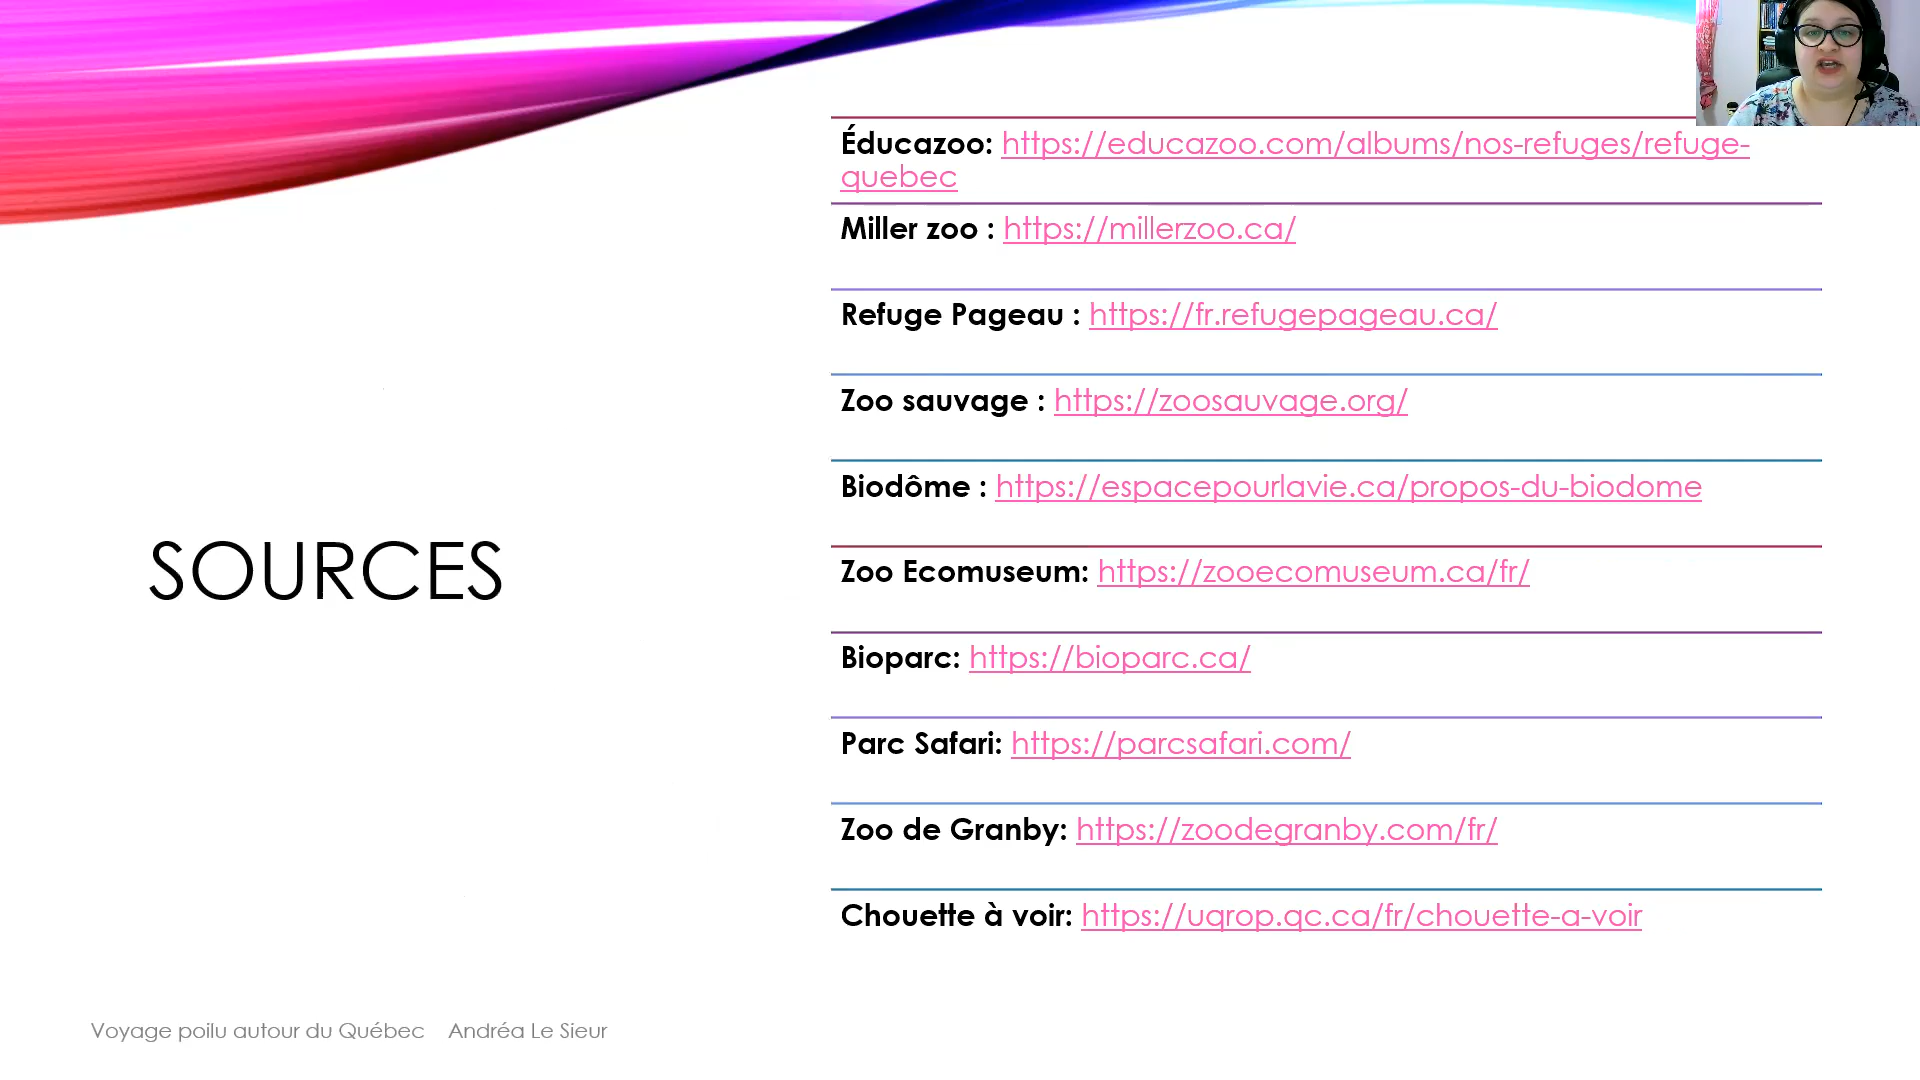 Éducazoo: https://educazoo.com/albums/nos-refuges/refuge-
quebec
Miller zoo : https://millerzoo.ca/
Refuge Pageau : https://fr.refugepageau.ca/
Zoo sauvage : https://zoosauvage.org/
Biodôme : https://espacepourlavie.ca/propos-du-biodome
SOURCES
Zoo Ecomuseum: https://zooecomuseum.ca/fr/
Bioparc: https://bioparc.ca/
Parc Safari: https://parcsafari.com/
Zoo de Granby: https://zoodegranby.com/fr/
Chouette à voir: https://uqrop.qc.ca/fr/chouette-a-voir
Voyage poilu autour du Québec Andréa Le Sieur